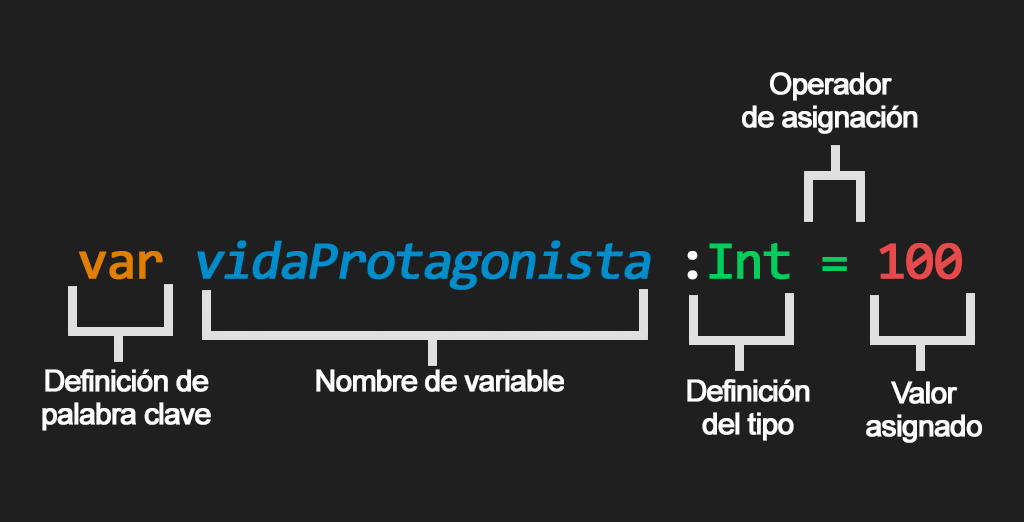 Operador
de asignación
var vidaProtagonista :Int = 100
Definición de
palabra clave
Nombre de variable
Definición
del tipo
Valor
asignado